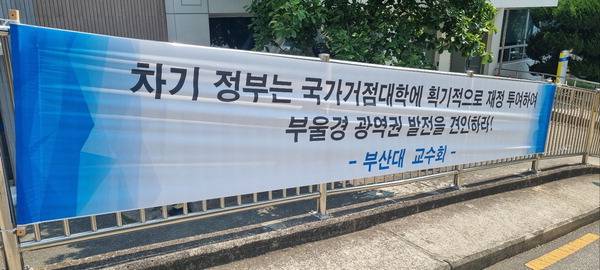 차기 정부는 국가거점대학에 획기적으로 재정 투여하여
부울경 광역권 발전을 견인하라!
- 부산대 교수회 -